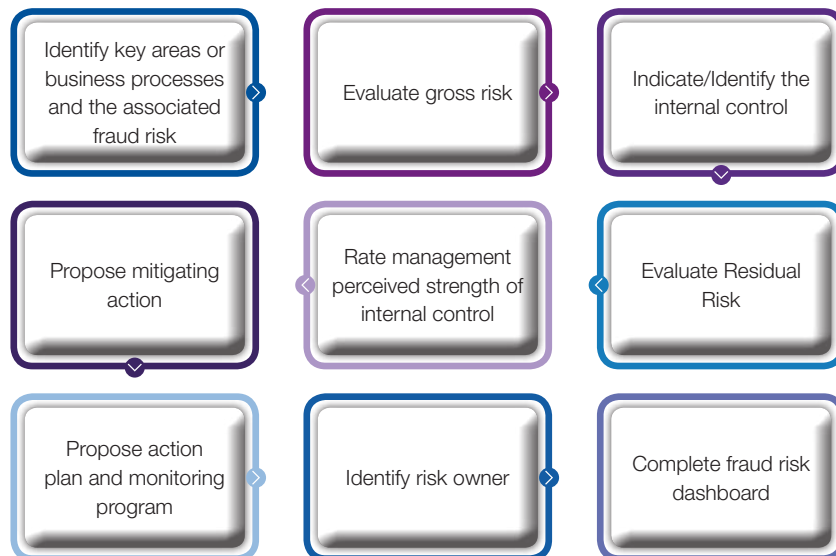 Identify key areas or
business processes
and the associated
fraud risk
Evaluate gross risk
Indicate/Identify the
internal control
Evaluate Residual
Risk
Rate management
perceived strength of
internal control
Propose mitigating
action
Propose action
plan and monitoring
program
Identify risk owner
Complete fraud risk
dashboard